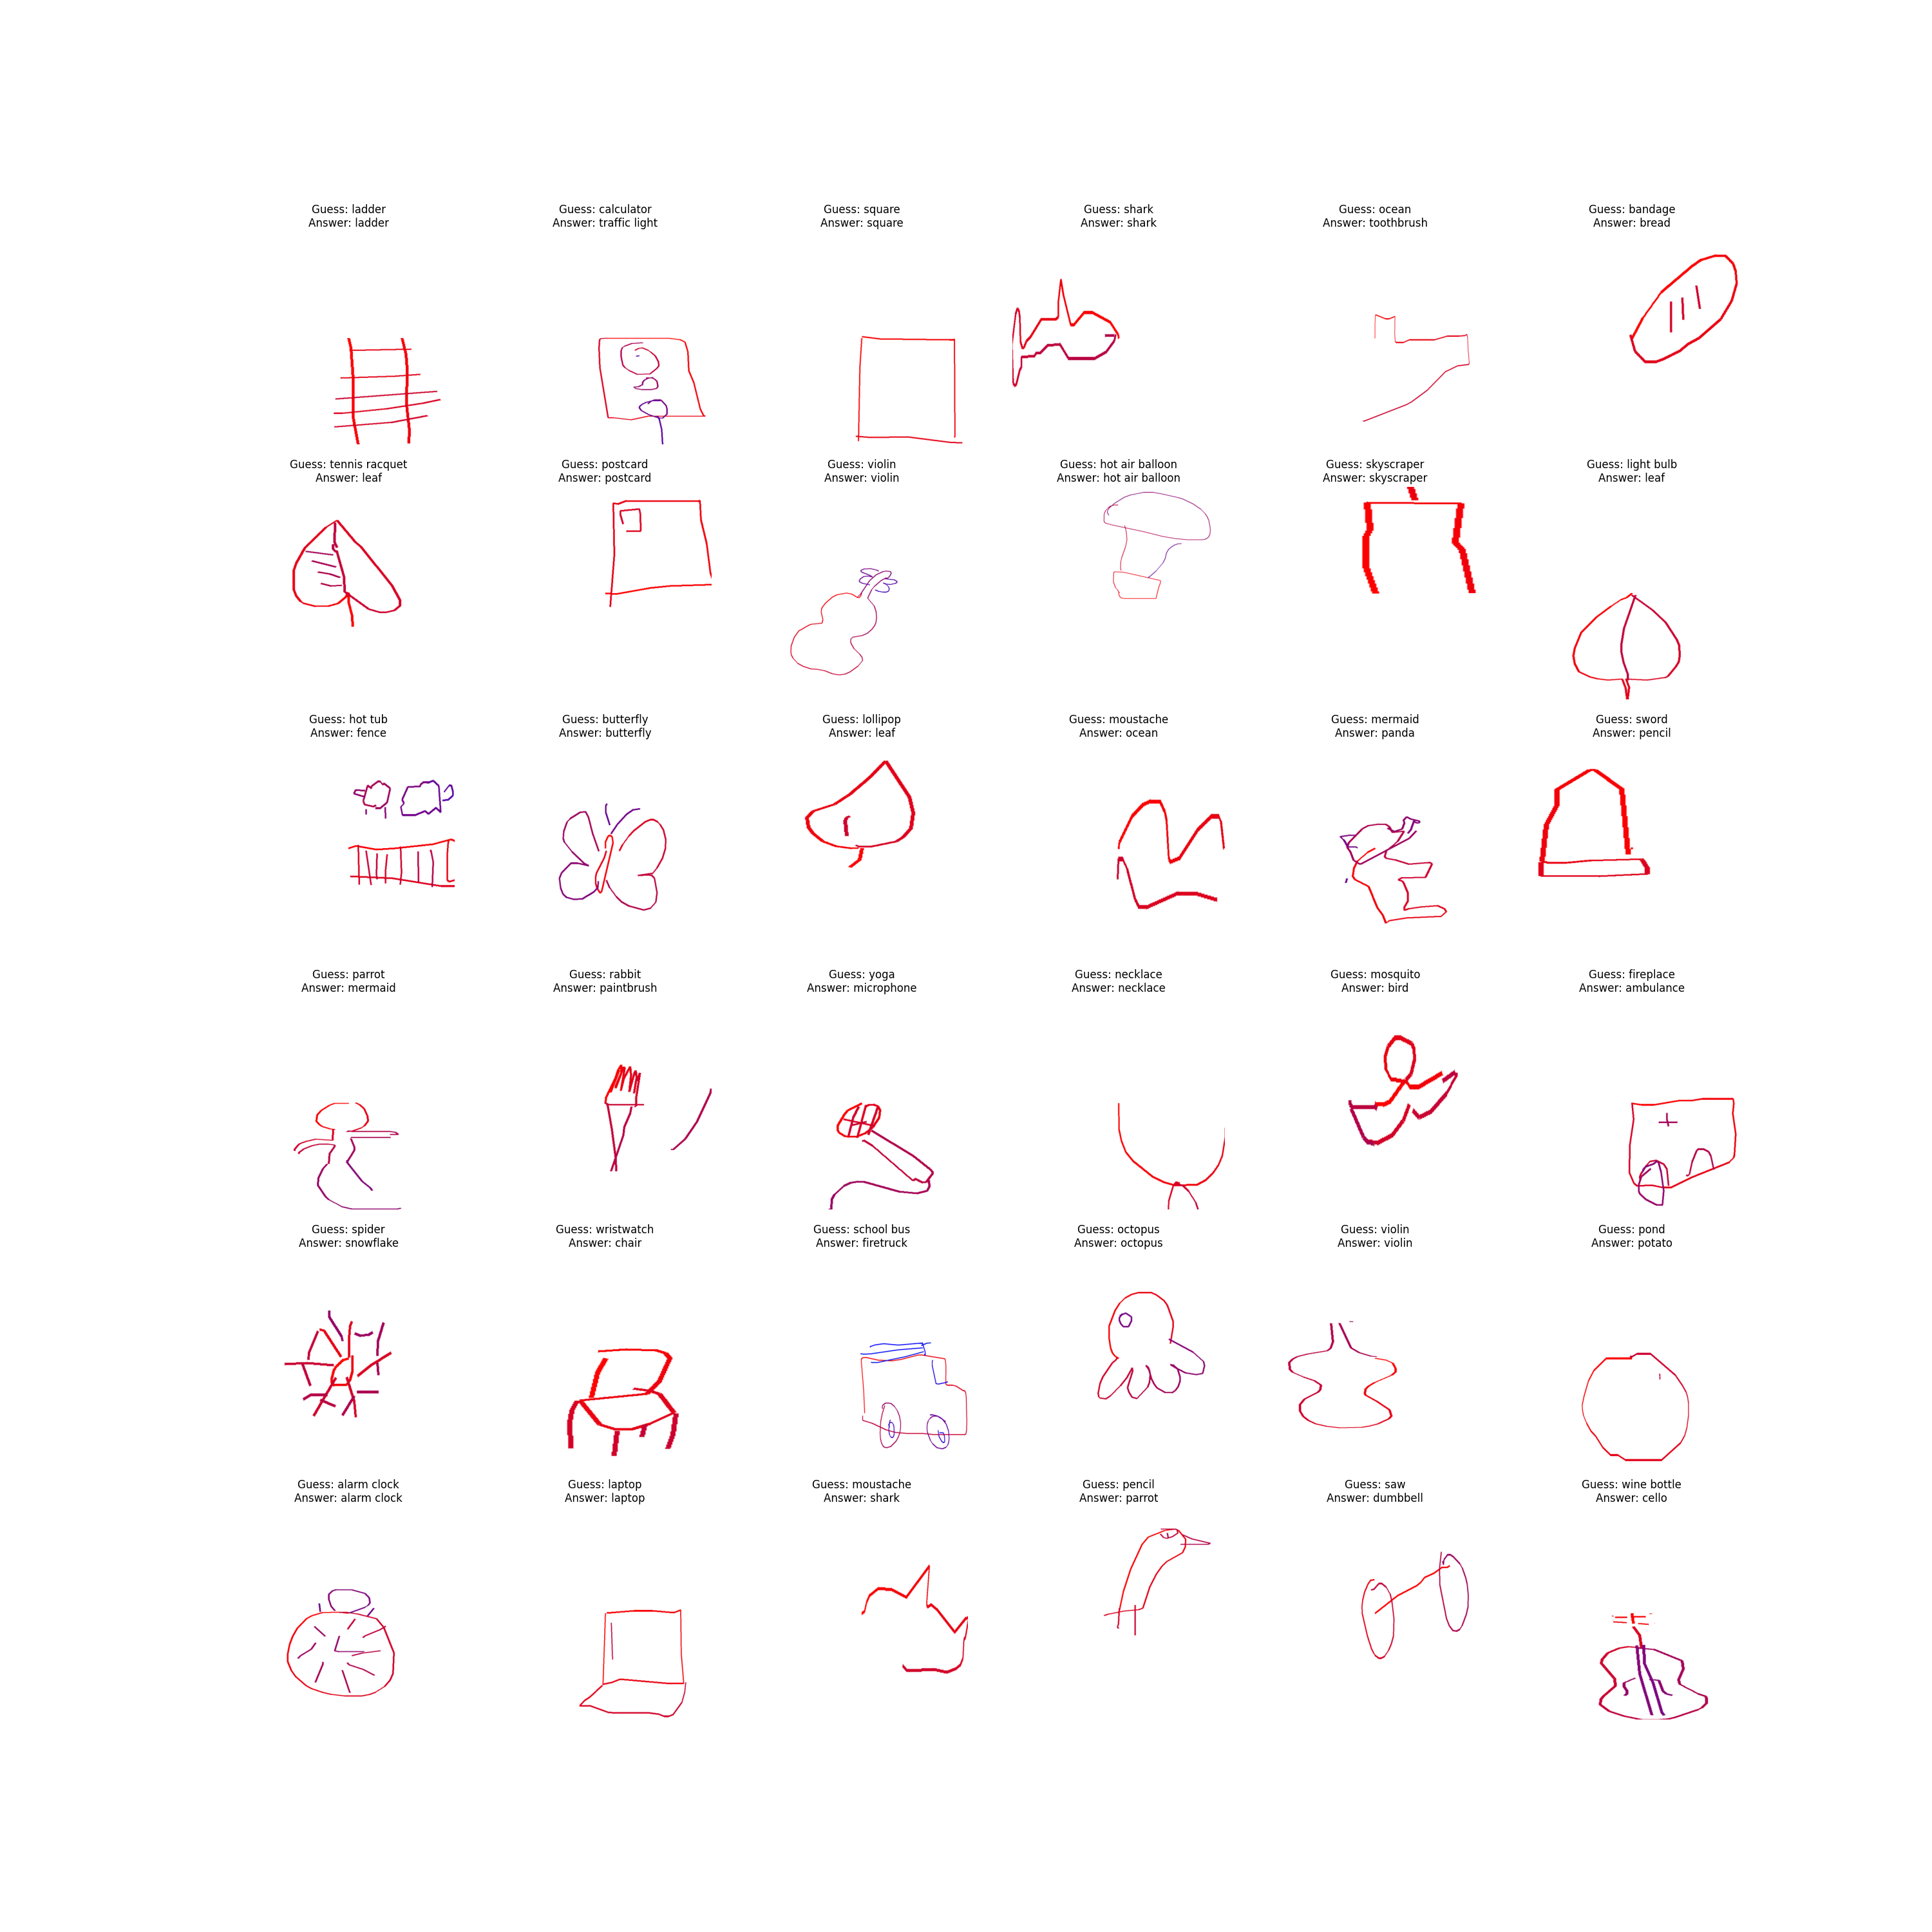 Guess: ladder
Answer: ladder
Guess: calculator
Answer: traffic light
Guess: square
Answer: square
Guess: shark
Answer: shark
Guess: ocean
Answer: toothbrush
Guess: bandage
Answer: bread
Guess: tennis racquet
Answer: leaf
Guess: postcard
Answer: postcard
Guess: violin
Answer: violin
Guess: hot air balloon
Answer: hot air balloon
Guess: skyscraper
Answer: skyscraper
Guess: light bulb
Answer: leaf
Guess: hot tub
Answer: fence
Guess: butterfly
Answer: butterfly
Guess: lollipop
Answer: leaf
Guess: moustache
Answer: ocean
Guess: mermaid
Answer: panda
Guess: sword
Answer: pencil
Guess: parrot
Answer: mermaid
Guess: rabbit
Answer: paintbrush
Guess: yoga
Answer: microphone
Guess: necklace
Answer: necklace
Guess: mosquito
Answer: bird
Guess: fireplace
Answer: ambulance
Guess: spider
Answer: snowflake
Guess: wristwatch
Answer: chair
Guess: school bus
Answer: firetruck
Guess: octopus
Answer: octopus
Guess: violin
Answer: violin
Guess: pond
Answer: potato
Guess: alarm clock
Answer: alarm clock
Guess: laptop
Answer: laptop
Guess: moustache
Answer: shark
Guess: pencil
Answer: parrot
Guess: saw
Answer: dumbbell
Guess: wine bottle
Answer: cello